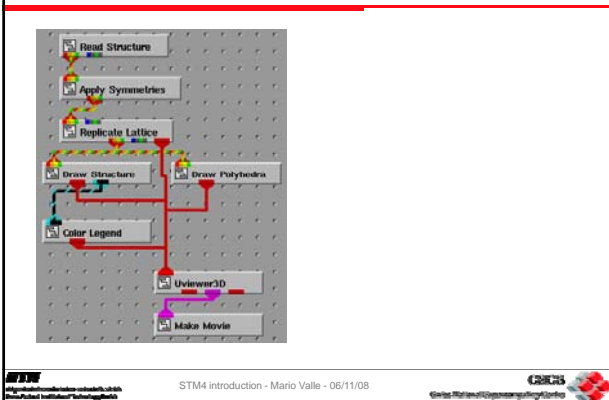 Read Structure
Apply Symmetries
Replicate Lattice
Draw Structure
Draw Polyhedra
Color Legend
Uviewer3D
Make Movie
STM4 introduction - Mario Valle - 06/11/08
CSCS